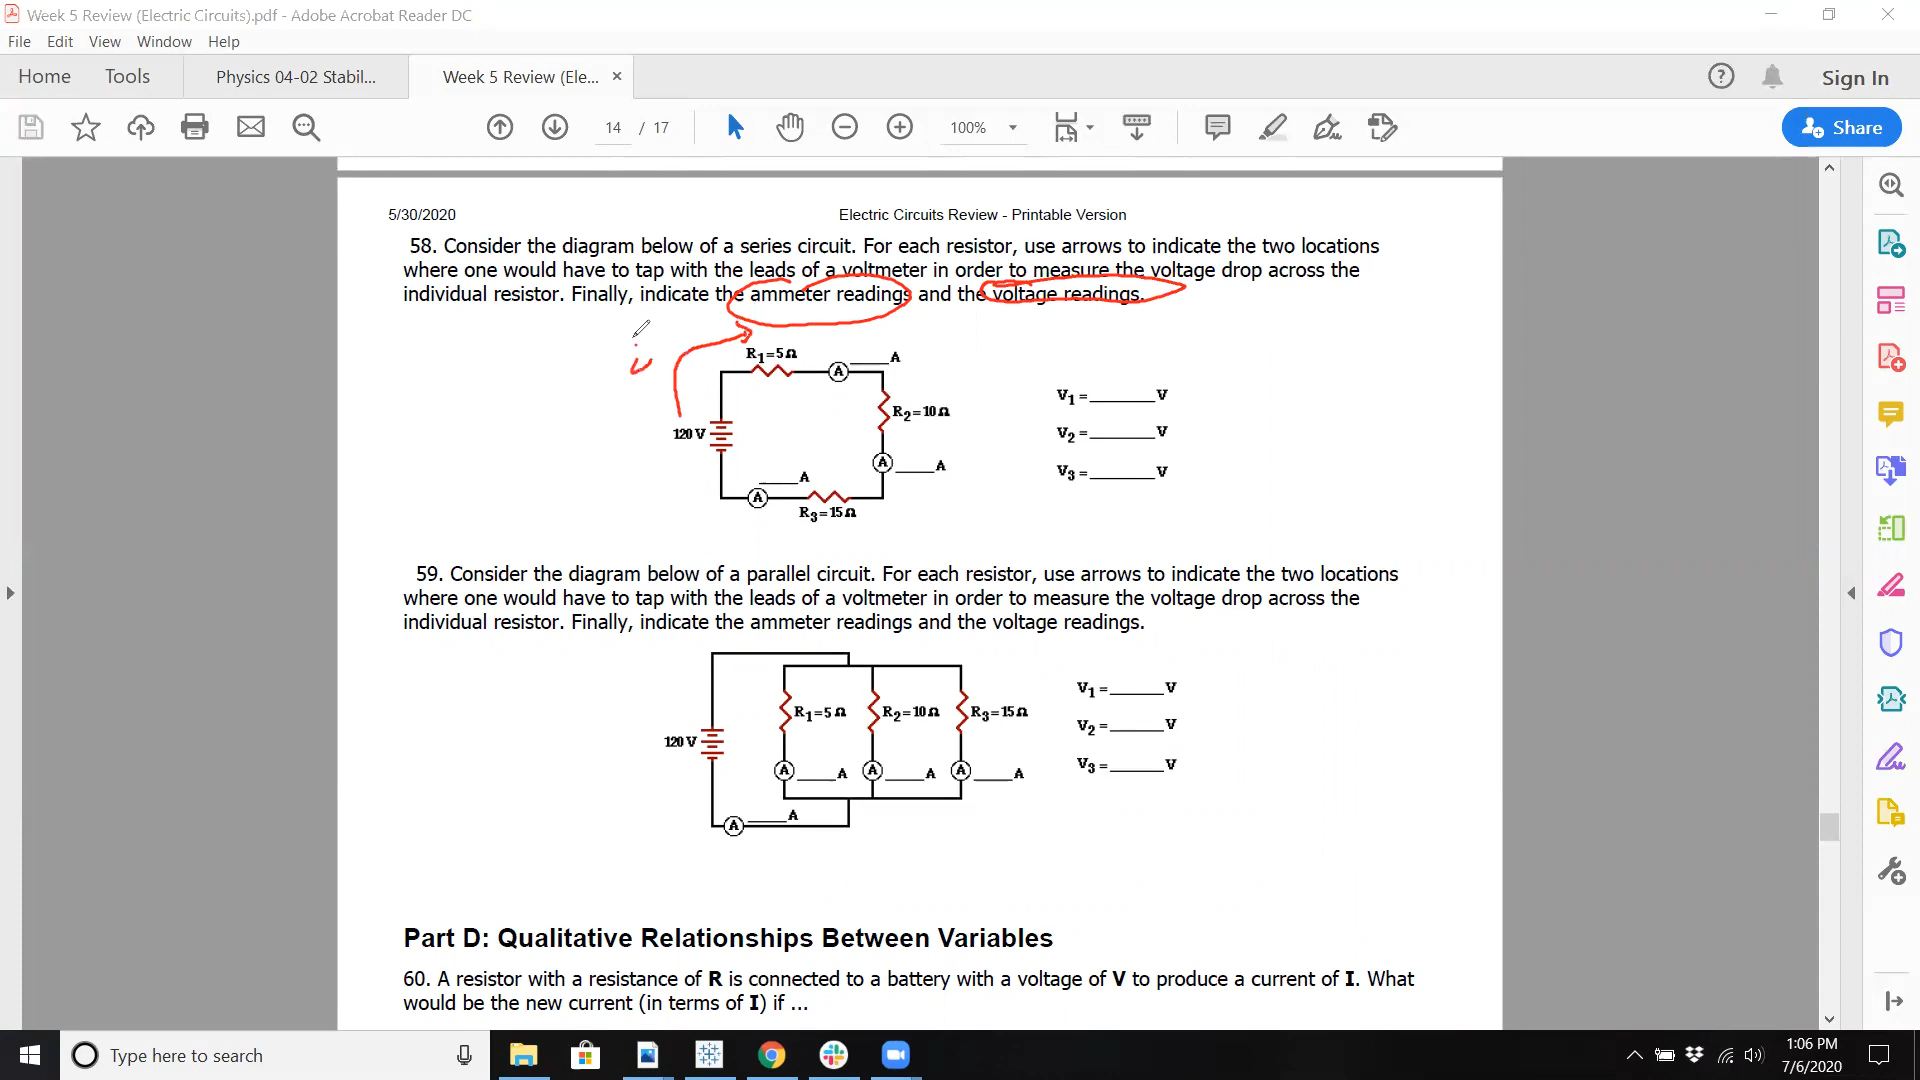 Week 5 Review (Electric Circuits).pdf - Adobe Acrobat Reader DC
File Edit View Window Help
Home Tools Physics 04-02 Stabil... Week 5 Review (Ele... × Sign In
14 / 17 100% Share
5/30/2020 Electric Circuits Review - Printable Version
58. Consider the diagram below of a series circuit. For each resistor, use arrows to indicate the two locations
where one would have to tap with the leads of a voltmeter in order to measure the voltage drop across the
individual resistor. Finally, indicate the ammeter readings and the voltage readings.
R1=5Ω A _____A
R2=10Ω
120 V
A _____A
_____A
A
R3=15Ω
V1 =________V
V2 =________V
V3 =________V
59. Consider the diagram below of a parallel circuit. For each resistor, use arrows to indicate the two locations
where one would have to tap with the leads of a voltmeter in order to measure the voltage drop across the
individual resistor. Finally, indicate the ammeter readings and the voltage readings.
R1=5Ω R2=10Ω R3=15Ω
120 V
A _____A A _____A A _____A
A _____A
V1 =_______V
V2 =_______V
V3 =_______V
Part D: Qualitative Relationships Between Variables
60. A resistor with a resistance of R is connected to a battery with a voltage of V to produce a current of I. What
would be the new current (in terms of I) if ...
Type here to search
1:06 PM
7/6/2020